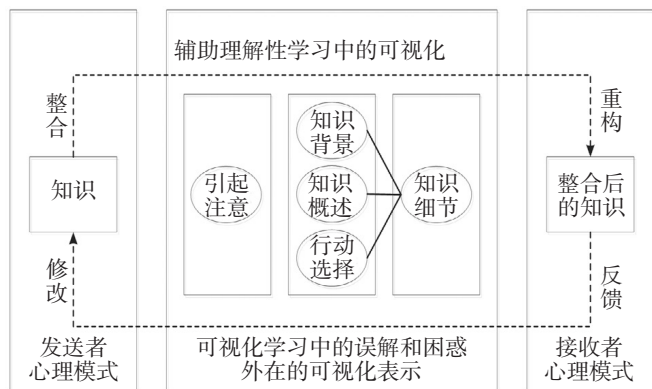 辅助理解性学习中的可视化
整合
重构
知识
引起
注意
知识
背景
知识
概述
行动
选择
知识
细节
整合后
的知识
修改
反馈
发送者
心理模式
可视化学习中的误解和困惑
外在的可视化表示
接收者
心理模式